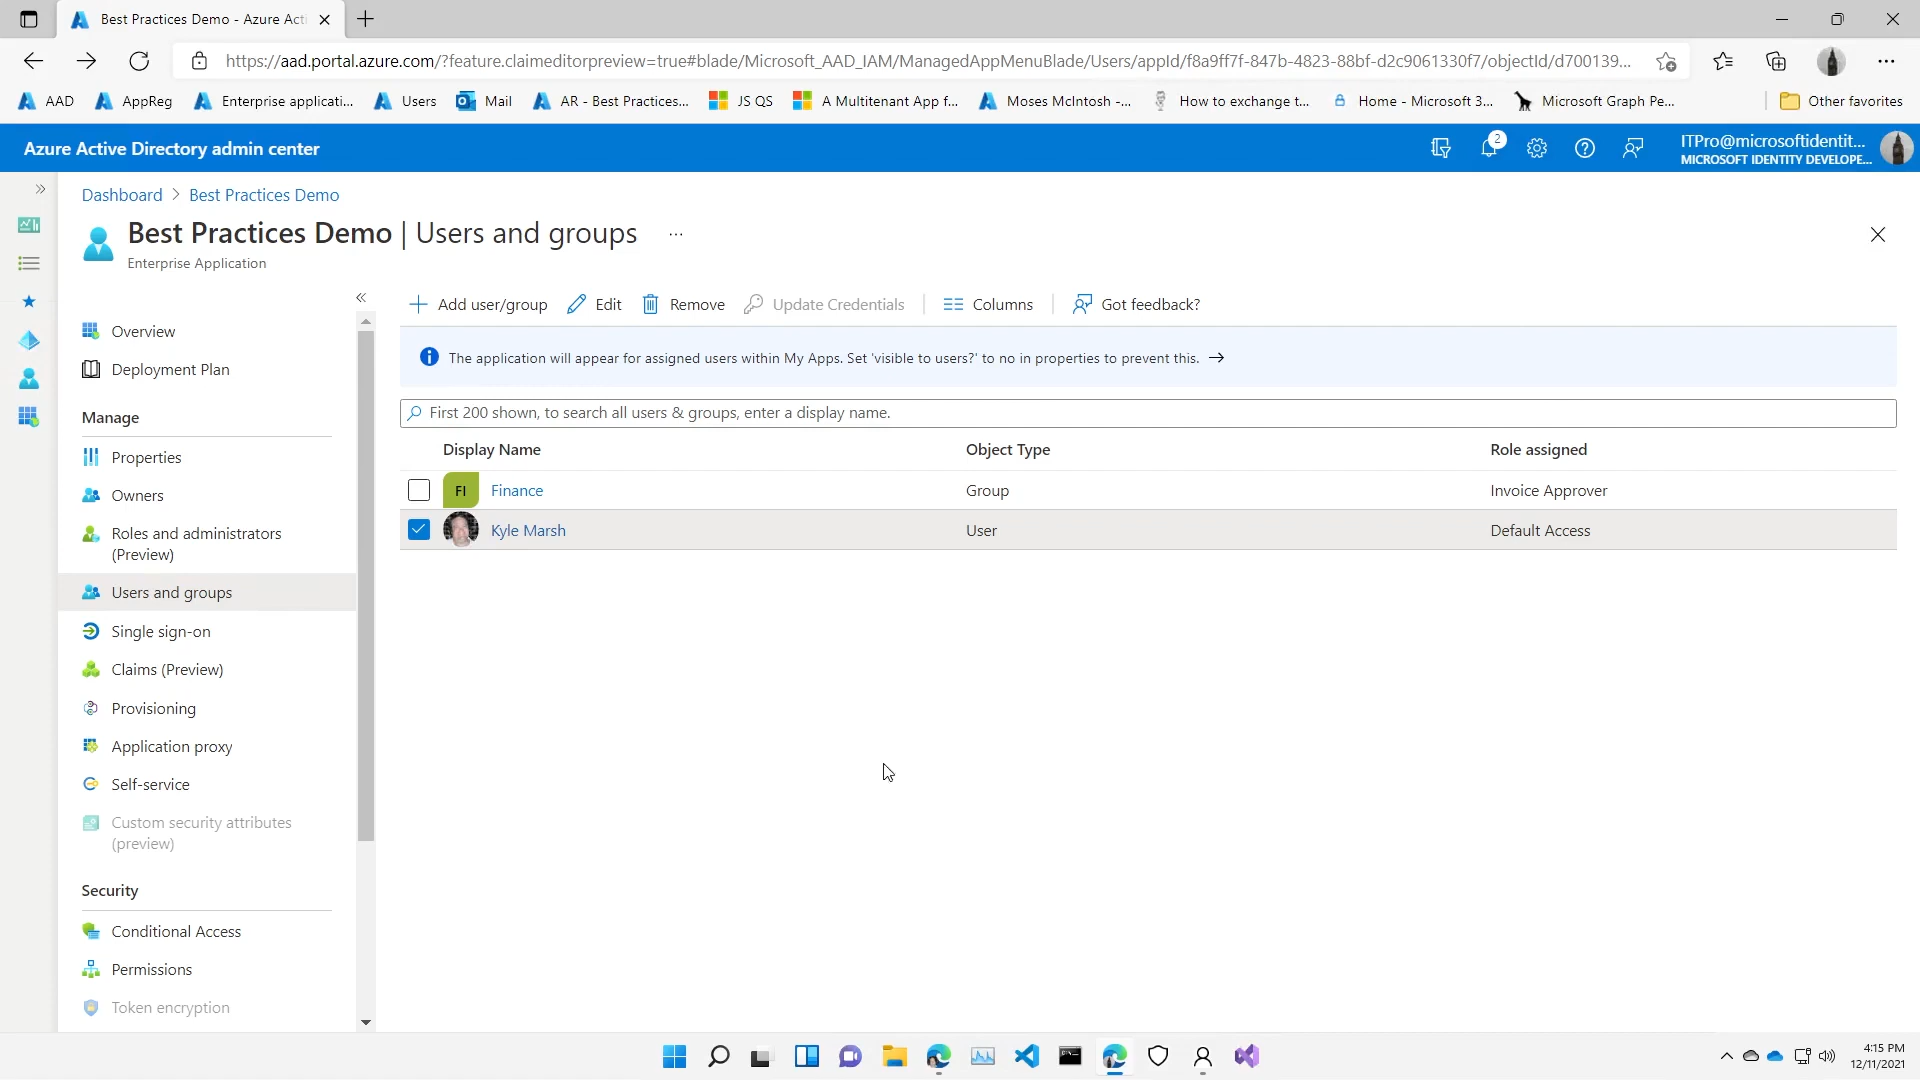 Best Practices Demo - Azure Acti
https://aad.portal.azure.com/?feature.claimeditorpreview=true#blade/Microsoft_AAD_IAM/ManagedAppMenuBlade/Users/appId/f8a9ff7f-847b-4823-88bf-d2c9061330f7/objectId/d700139...
AAD
AppReg
Enterprise applicati...
Users
Mail
AR - Best Practices...
JS QS
A Multitenant App f...
Moses McIntosh -...
How to exchange t...
Home - Microsoft 3...
Microsoft Graph Pe...
Other favorites
Azure Active Directory admin center
2
ITPro@microsoftidentit...
MICROSOFT IDENTITY DEVELOPE...
Dashboard > Best Practices Demo
Best Practices Demo | Users and groups ...
Enterprise Application
Overview
Deployment Plan
Manage
Properties
Owners
Roles and administrators
(Preview)
Users and groups
Single sign-on
Claims (Preview)
Provisioning
Application proxy
Self-service
Custom security attributes
(preview)
Security
Conditional Access
Permissions
Token encryption
Add user/group
Edit
Remove
Update Credentials
Columns
Got feedback?
The application will appear for assigned users within My Apps. Set 'visible to users?' to no in properties to prevent this. →
First 200 shown, to search all users & groups, enter a display name.
Display Name Object Type Role assigned
FI Finance Group Invoice Approver
Kyle Marsh User Default Access
4:15 PM
12/11/2021